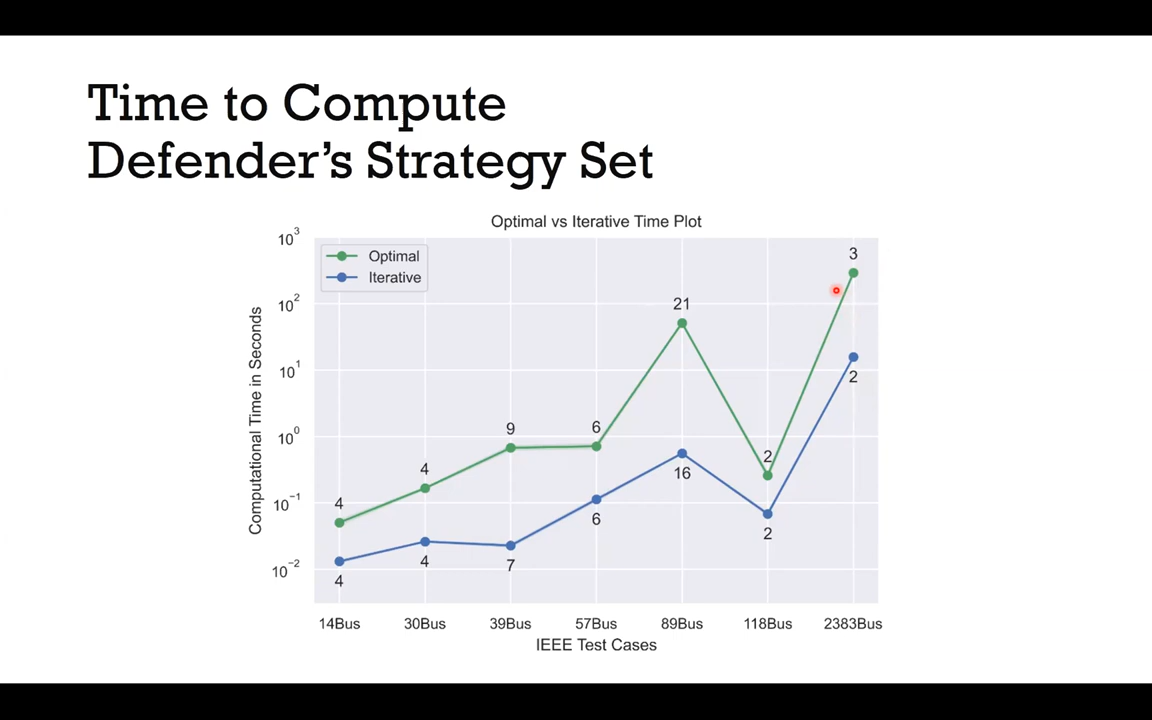 Time to Compute
Defender’s Strategy Set
Optimal vs Iterative Time Plot
Optimal
Iterative
Computational Time in Seconds
10^3
10^2
10^1
10^0
10^-1
10^-2
4
4
9
6
21
2
3
4
4
7
6
16
2
2
14Bus 30Bus 39Bus 57Bus 89Bus 118Bus 2383Bus
IEEE Test Cases